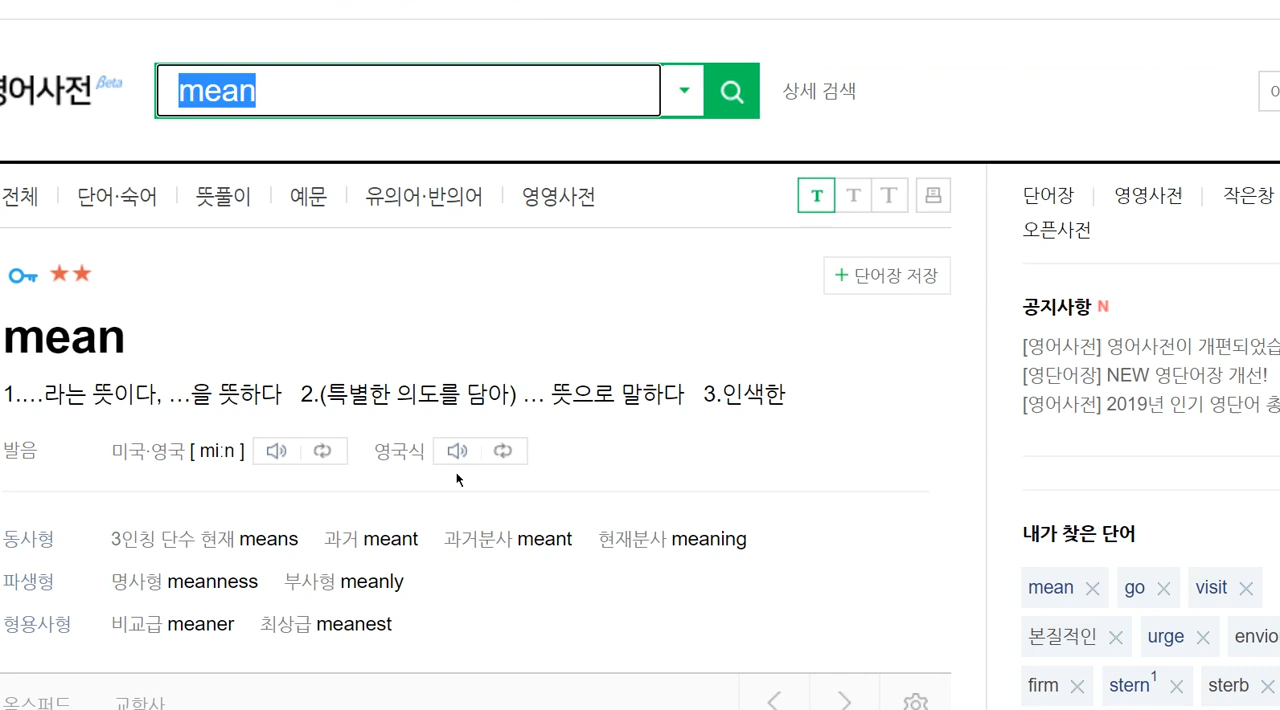 영어사전 Beta
mean
상세 검색
전체
단어·숙어
뜻풀이
예문
유의어·반의어
영영사전
T T T
단어장
영영사전
작은창
오픈사전
+ 단어장 저장
mean
1.…라는 뜻이다, …을 뜻하다 2.(특별한 의도를 담아) … 뜻으로 말하다 3.인색한
발음 미국·영국 [ miːn ] 영국식
동사형 3인칭 단수 현재 means 과거 meant 과거분사 meant 현재분사 meaning
파생형 명사형 meanness 부사형 meanly
형용사형 비교급 meaner 최상급 meanest
옥스퍼드 교학사
공지사항 N
[영어사전] 영어사전이 개편되었습
[영단어장] NEW 영단어장 개선!
[영어사전] 2019년 인기 영단어 총
내가 찾은 단어
mean × go × visit ×
본질적인 × urge × envio
firm × stern1 × sterb ×